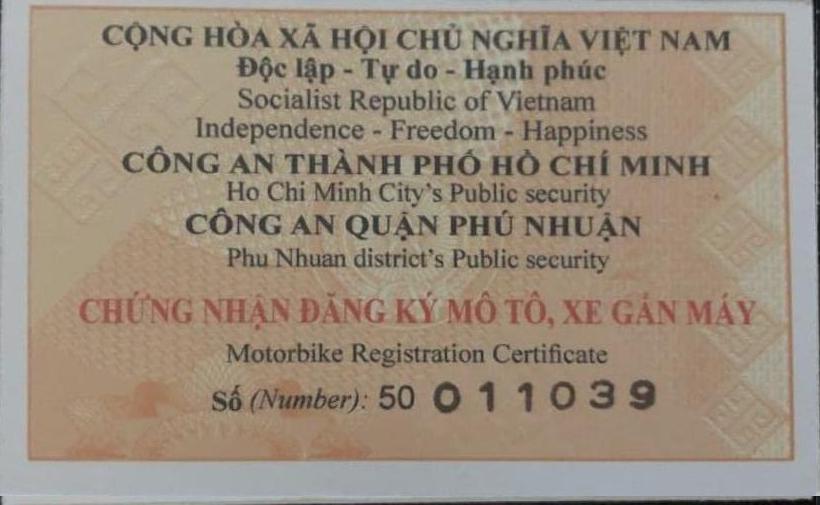 CỘNG HÒA XÃ HỘI CHỦ NGHĨA VIỆT NAM
Độc lập - Tự do - Hạnh phúc
Socialist Republic of Vietnam
Independence - Freedom - Happiness
CÔNG AN THÀNH PHỐ HỒ CHÍ MINH
Ho Chi Minh City's Public security
CÔNG AN QUẬN PHÚ NHUẬN
Phu Nhuan district's Public security
CHỨNG NHẬN ĐĂNG KÝ MÔ TÔ, XE GẮN MÁY
Motorbike Registration Certificate
Số (Number): 50 011039